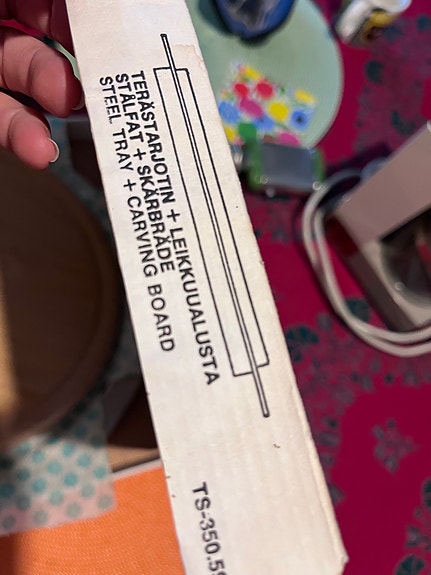 TERÄSTARJOTIN + LEIKKUUALUSTA
STÅLFAT + SKÄRBRÄDE
STEEL TRAY + CARVING BOARD
TS-350.5